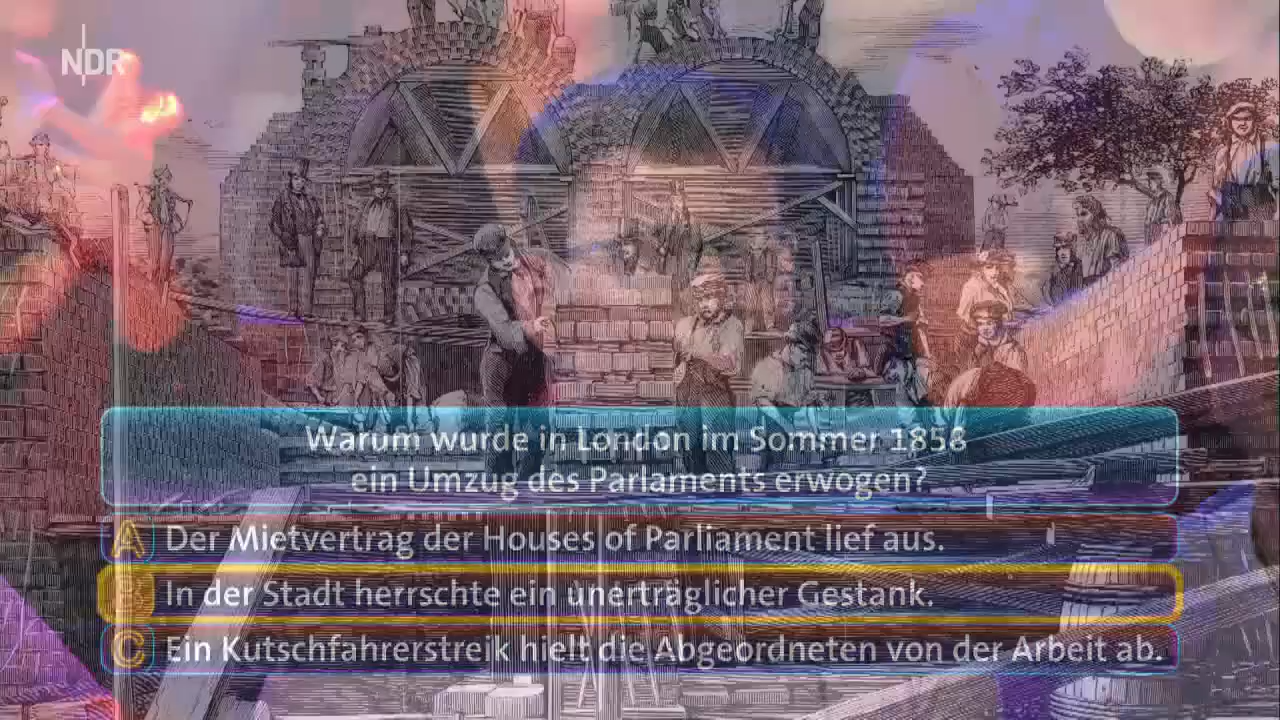 NDR
Warum wurde in London im Sommer 1858
ein Umzug des Parlaments erwogen?
A Der Mietvertrag der Houses of Parliament lief aus.
B In der Stadt herrschte ein unerträglicher Gestank.
C Ein Kutschfahrerstreik hielt die Abgeordneten von der Arbeit ab.